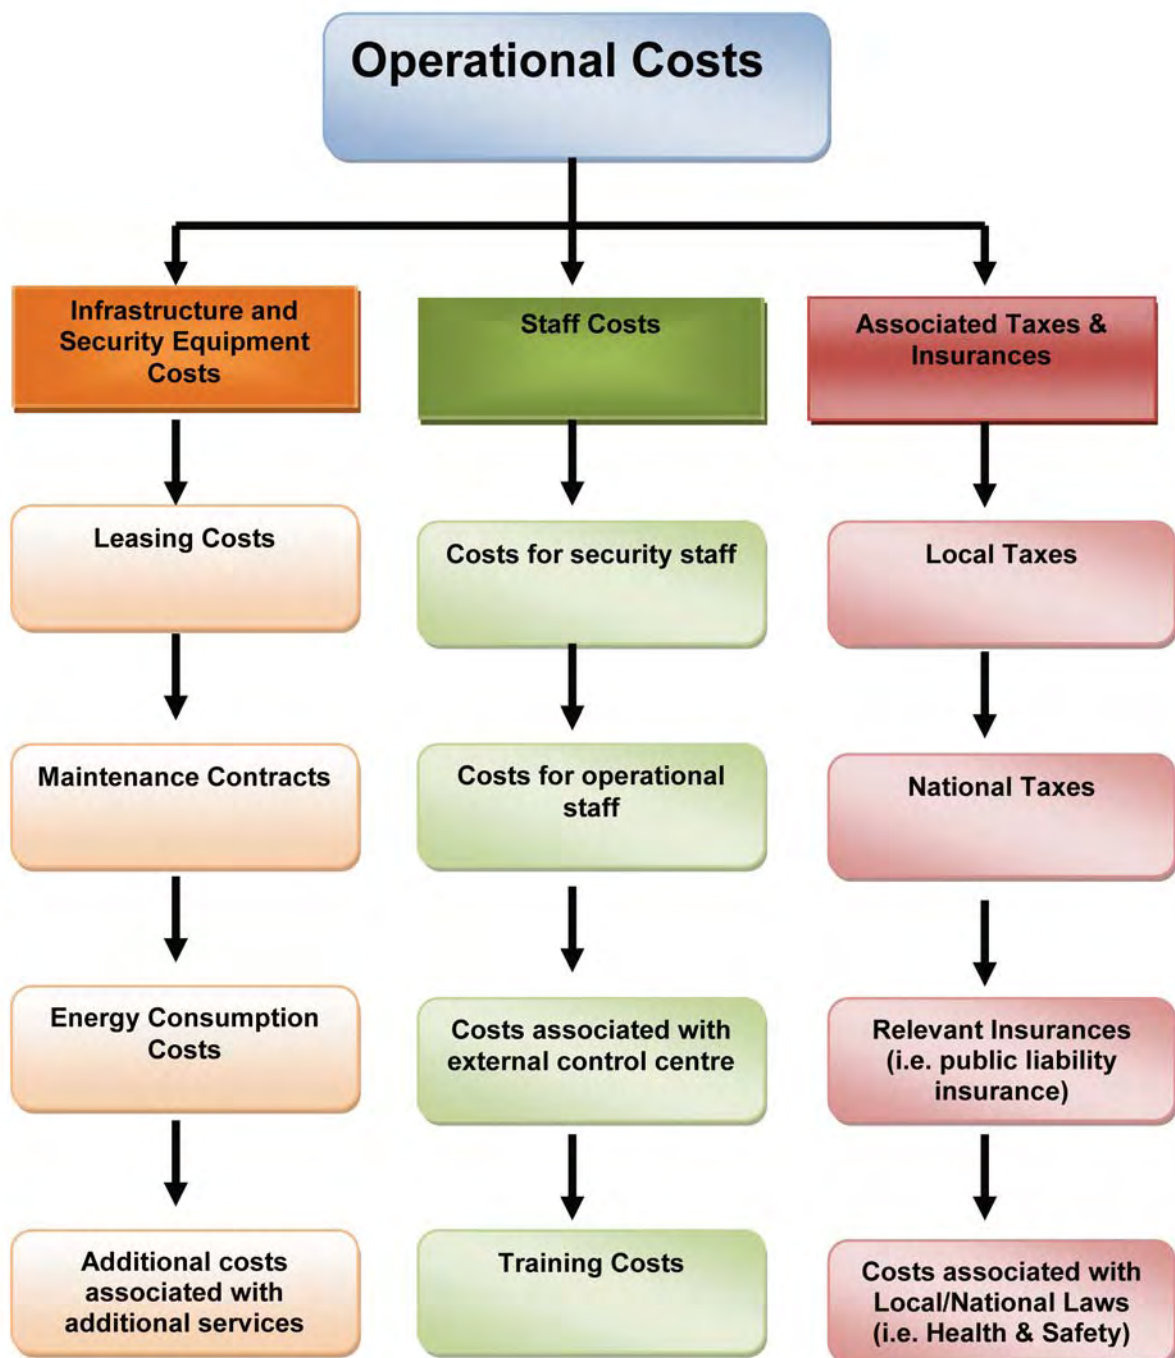 Operational Costs
Infrastructure and
Security Equipment
Costs
Staff Costs
Associated Taxes &
Insurances
Leasing Costs
Costs for security staff
Local Taxes
Maintenance Contracts
Costs for operational
staff
National Taxes
Energy Consumption
Costs
Costs associated with
external control centre
Relevant Insurances
(i.e. public liability
insurance)
Additional costs
associated with
additional services
Training Costs
Costs associated with
Local/National Laws
(i.e. Health & Safety)